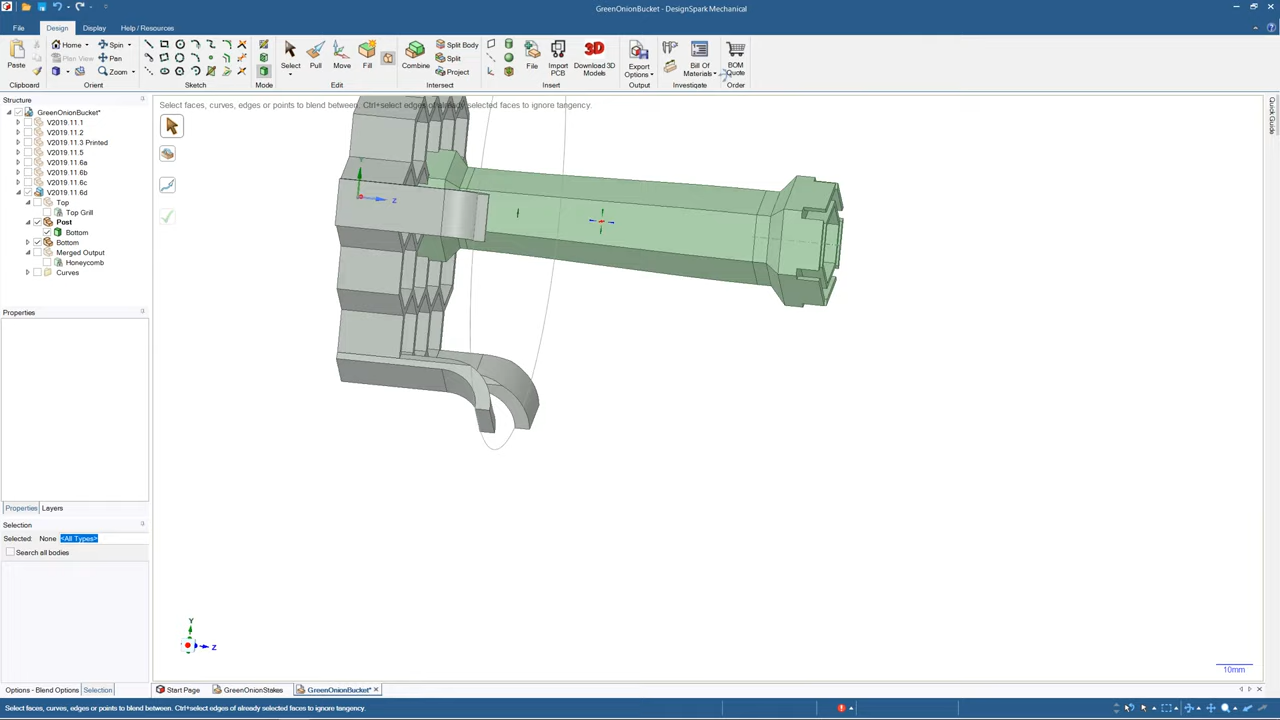 GreenOnionBucket - DesignSpark Mechanical
File Design Display Help / Resources
Paste
Clipboard
Home Spin
Plan View Pan
Zoom
Orient
Sketch
Mode
Select Pull Move Fill
Edit
Combine
Split Body
Split
Project
Intersect
File Import PCB 3D Download 3D Models
Insert
Export Options
Output
Bill Of Materials
Investigate
BOM Quote
Order
Structure
GreenOnionBucket*
V2019.11.1
V2019.11.2
V2019.11.3 Printed
V2019.11.5
V2019.11.6a
V2019.11.6b
V2019.11.6c
V2019.11.6d
Top
Top Grill
Post
Bottom
Bottom
Merged Output
Honeycomb
Curves
Properties
Properties Layers
Selection
Selected: None <All Types>
Search all bodies
Options - Blend Options Selection
Select faces, curves, edges or points to blend between. Ctrl+select edges of already selected faces to ignore tangency.
Y
Z
Y
Z
10mm
Quick Guide
Start Page GreenOnionStakes GreenOnionBucket*
Select faces, curves, edges or points to blend between. Ctrl+select edges of already selected faces to ignore tangency.